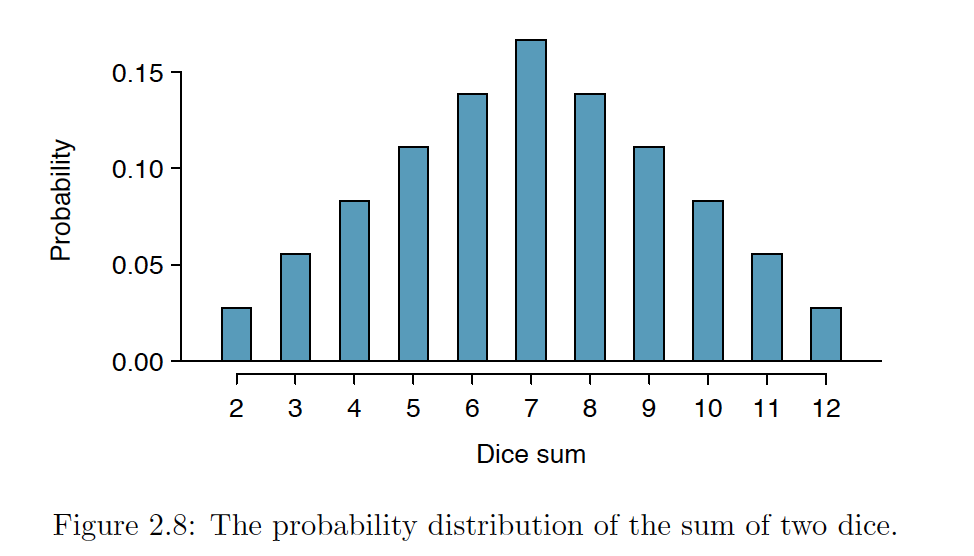 0.15
0.10
0.05
0.00
Probability
2 3 4 5 6 7 8 9 10 11 12
Dice sum
Figure 2.8: The probability distribution of the sum of two dice.